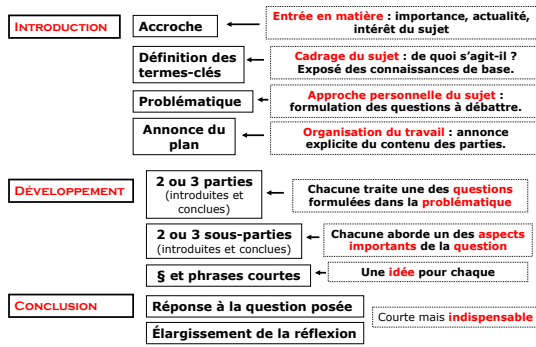 INTRODUCTION
Accroche
Entrée en matière : importance, actualité,
intérêt du sujet
Définition des
termes-clés
Cadrage du sujet : de quoi s'agit-il ?
Exposé des connaissances de base.
Problématique
Approche personnelle du sujet :
formulation des questions à débattre.
Annonce du
plan
Organisation du travail : annonce
explicite du contenu des parties.
DÉVELOPPEMENT
2 ou 3 parties
(introduites et
conclues)
Chacune traite une des questions
formulées dans la problématique
2 ou 3 sous-parties
(introduites et conclues)
Chacune aborde un des aspects
importants de la question
§ et phrases courtes
Une idée pour chaque
CONCLUSION
Réponse à la question posée
Élargissement de la réflexion
Courte mais indispensable